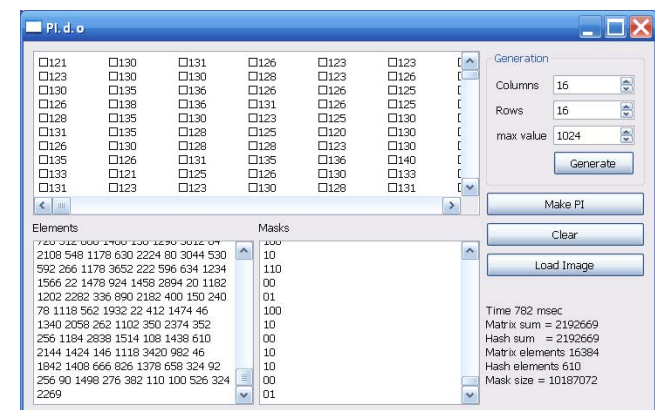 PI. d. o
□121 □130 □131 □126 □123 □123
□123 □130 □130 □128 □123 □126
□130 □135 □136 □126 □126 □125
□126 □138 □136 □131 □126 □125
□128 □135 □130 □123 □125 □130
□131 □135 □128 □125 □120 □130
□126 □130 □128 □128 □123 □130
□135 □126 □131 □135 □136 □140
□133 □121 □125 □126 □130 □133
□131 □123 □123 □130 □128 □131
Generation
Columns 16
Rows 16
max value 1024
Generate
Make PI
Clear
Load Image
Elements
2108 548 1178 630 2224 80 3044 530
592 266 1178 3652 222 596 634 1234
1566 22 1478 924 1458 2894 20 1182
1202 2282 336 890 2182 400 150 240
78 1118 562 1932 22 412 1474 46
1340 2058 262 1102 350 2374 352
256 1184 2838 1514 108 1438 610
2144 1424 146 1118 3420 982 46
1842 1408 666 826 1378 658 324 92
256 90 1498 276 382 110 100 526 324
2269
Masks
100
10
110
00
01
100
10
00
10
10
00
01
Time 782 msec
Matrix sum = 2192669
Hash sum = 2192669
Matrix elements 16384
Hash elements 610
Mask size = 10187072